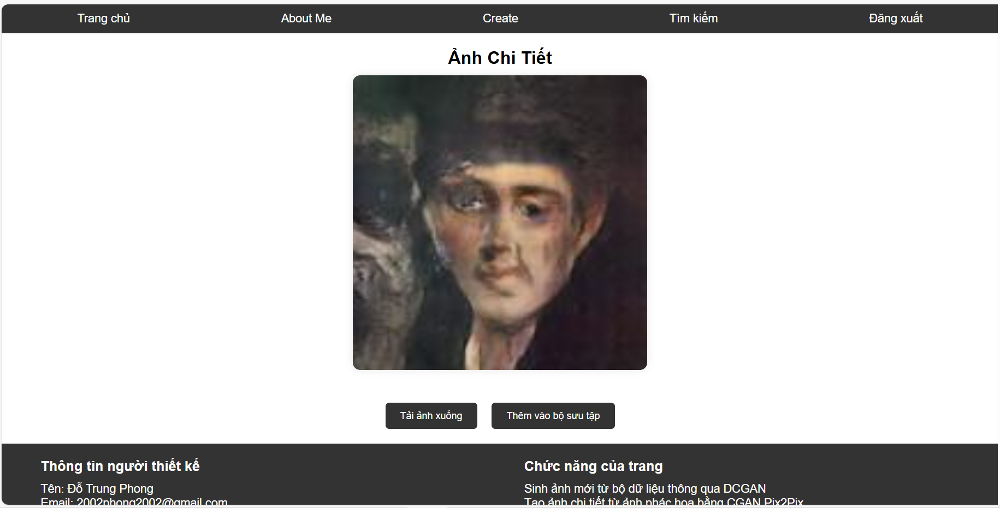 Trang chủ
About Me
Create
Tìm kiếm
Đăng xuất
Ảnh Chi Tiết
Tải ảnh xuống
Thêm vào bộ sưu tập
Thông tin người thiết kế
Tên: Đỗ Trung Phong
Email: 2002phong2002@gmail.com
Chức năng của trang
Sinh ảnh mới từ bộ dữ liệu thông qua DCGAN
Tạo ảnh chi tiết từ ảnh phác họa bằng CGAN Pix2Pix